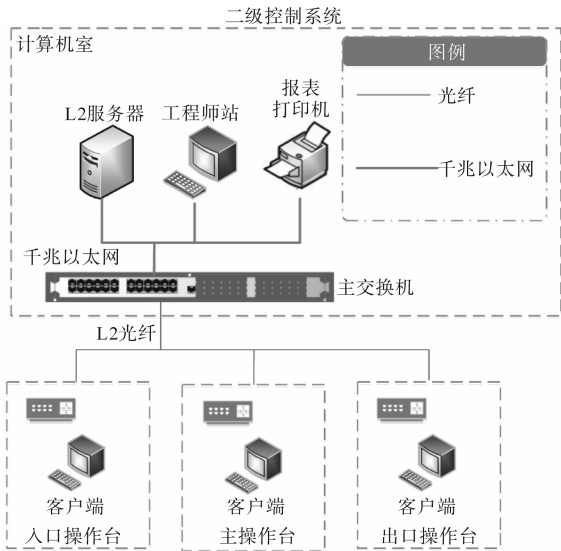 二级控制系统
计算机室
图例
光纤
千兆以太网
L2服务器
工程师站
报表
打印机
千兆以太网
主交换机
L2光纤
客户端
入口操作台
客户端
主操作台
客户端
出口操作台